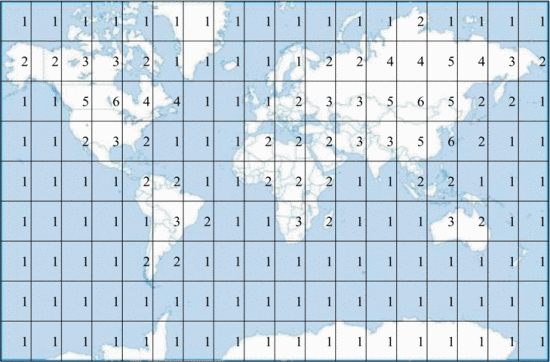 1 1 1 1 1 1 1 1 1 1 1 1 1 2 1 1 1 1
2 2 3 3 2 1 1 1 1 1 2 2 4 4 5 4 3 2
1 1 5 6 4 4 1 1 1 2 3 3 5 6 5 2 2 1
1 1 2 3 2 1 1 1 2 2 2 3 3 5 6 2 1 1
1 1 1 1 2 2 1 1 2 2 2 1 1 2 2 1 1 1
1 1 1 1 1 3 2 1 1 3 2 1 1 1 3 2 1 1
1 1 1 1 2 2 1 1 1 1 1 1 1 1 1 1 1 1
1 1 1 1 1 1 1 1 1 1 1 1 1 1 1 1 1 1
1 1 1 1 1 1 1 1 1 1 1 1 1 1 1 1 1 1